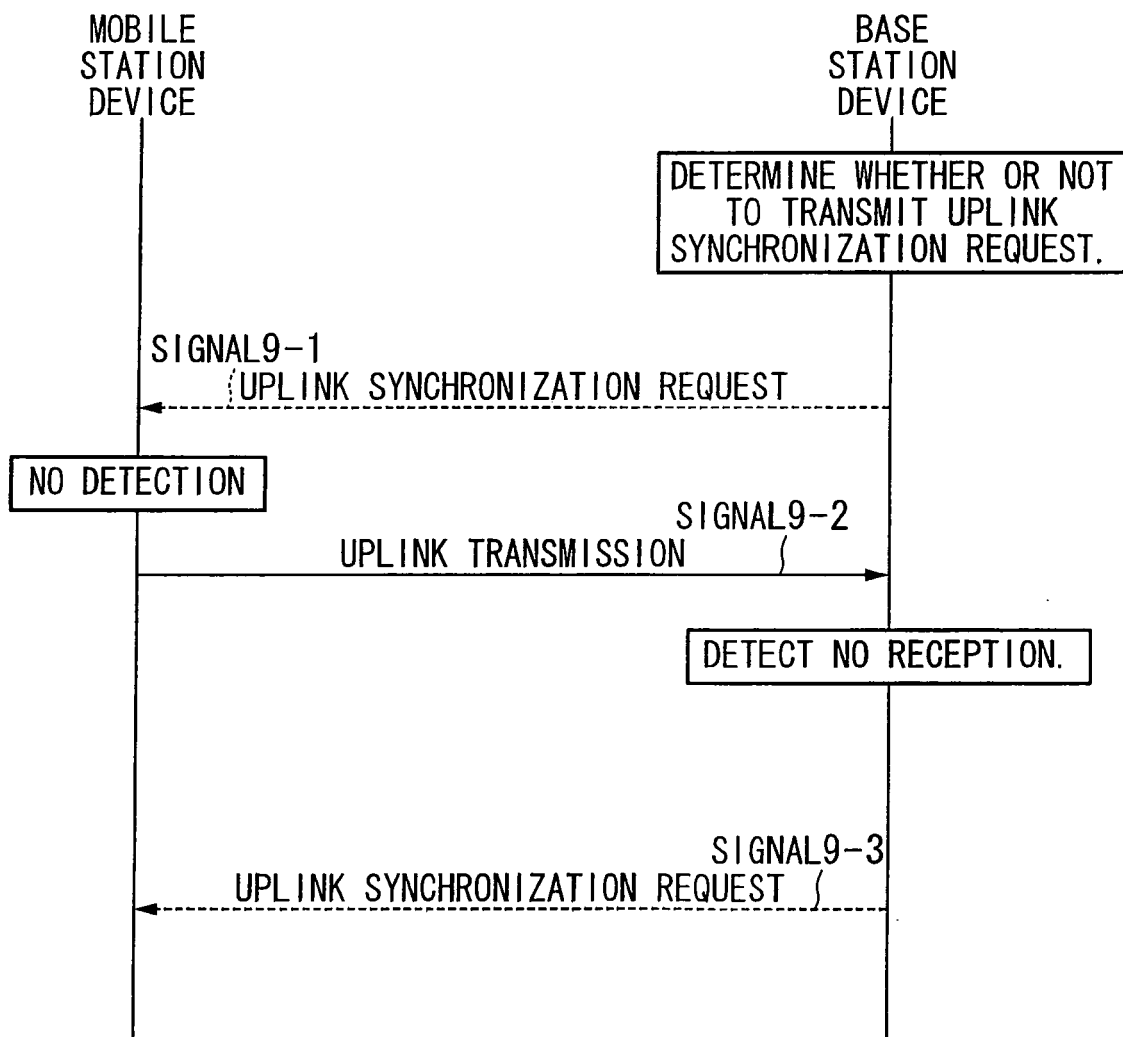 MOBILE
STATION
DEVICE
BASE
STATION
DEVICE
DETERMINE WHETHER OR NOT
TO TRANSMIT UPLINK
SYNCHRONIZATION REQUEST.
SIGNAL9-1
UPLINK SYNCHRONIZATION REQUEST
NO DETECTION
SIGNAL9-2
UPLINK TRANSMISSION
DETECT NO RECEPTION.
SIGNAL9-3
UPLINK SYNCHRONIZATION REQUEST